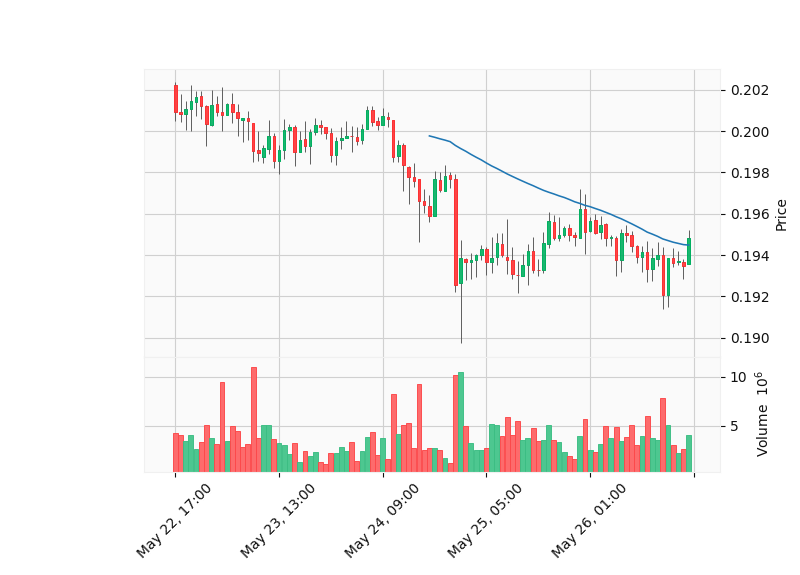 0.202
0.200
0.198
0.196
0.194
0.192
0.190
Price
10
5
Volume 10⁶
May 22, 17:00
May 23, 13:00
May 24, 09:00
May 25, 05:00
May 26, 01:00